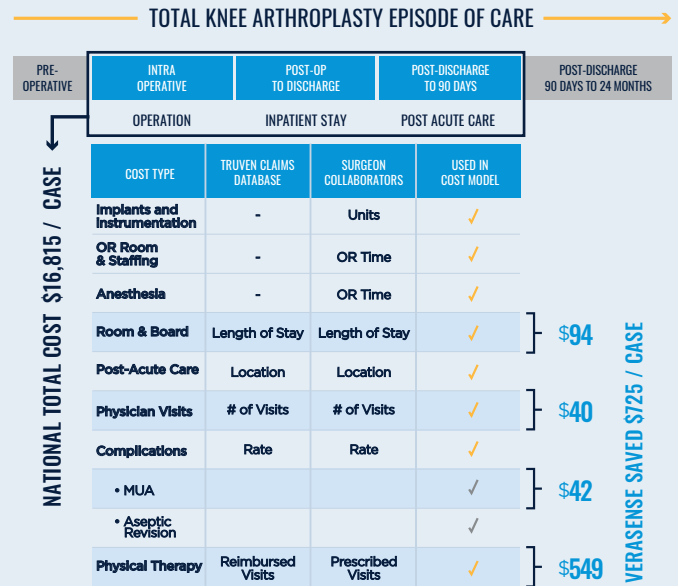 TOTAL KNEE ARTHROPLASTY EPISODE OF CARE
PRE-
OPERATIVE
INTRA
OPERATIVE
POST-OP
TO DISCHARGE
POST-DISCHARGE
TO 90 DAYS
POST-DISCHARGE
90 DAYS TO 24 MONTHS
OPERATION
INPATIENT STAY
POST ACUTE CARE
NATIONAL TOTAL COST $16,815 / CASE
COST TYPE
TRUVEN CLAIMS
DATABASE
SURGEON
COLLABORATORS
USED IN
COST MODEL
Implants and
Instrumentation
-
Units
✓
OR Room
& Staffing
-
OR Time
✓
Anesthesia
-
OR Time
✓
Room & Board
Length of Stay
Length of Stay
✓
$94
Post-Acute Care
Location
Location
✓
Physician Visits
# of Visits
# of Visits
✓
$40
Complications
Rate
Rate
✓
• MUA
✓
$42
• Aseptic
Revision
✓
Physical Therapy
Reimbursed
Visits
Prescribed
Visits
✓
$549
VERASENSE SAVED $725 / CASE